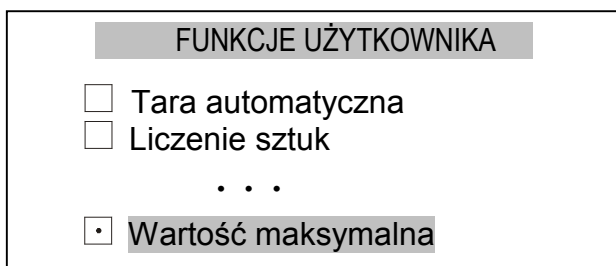 FUNKCJE UŻYTKOWNIKA
Tara automatyczna
Liczenie sztuk
. . .
Wartość maksymalna